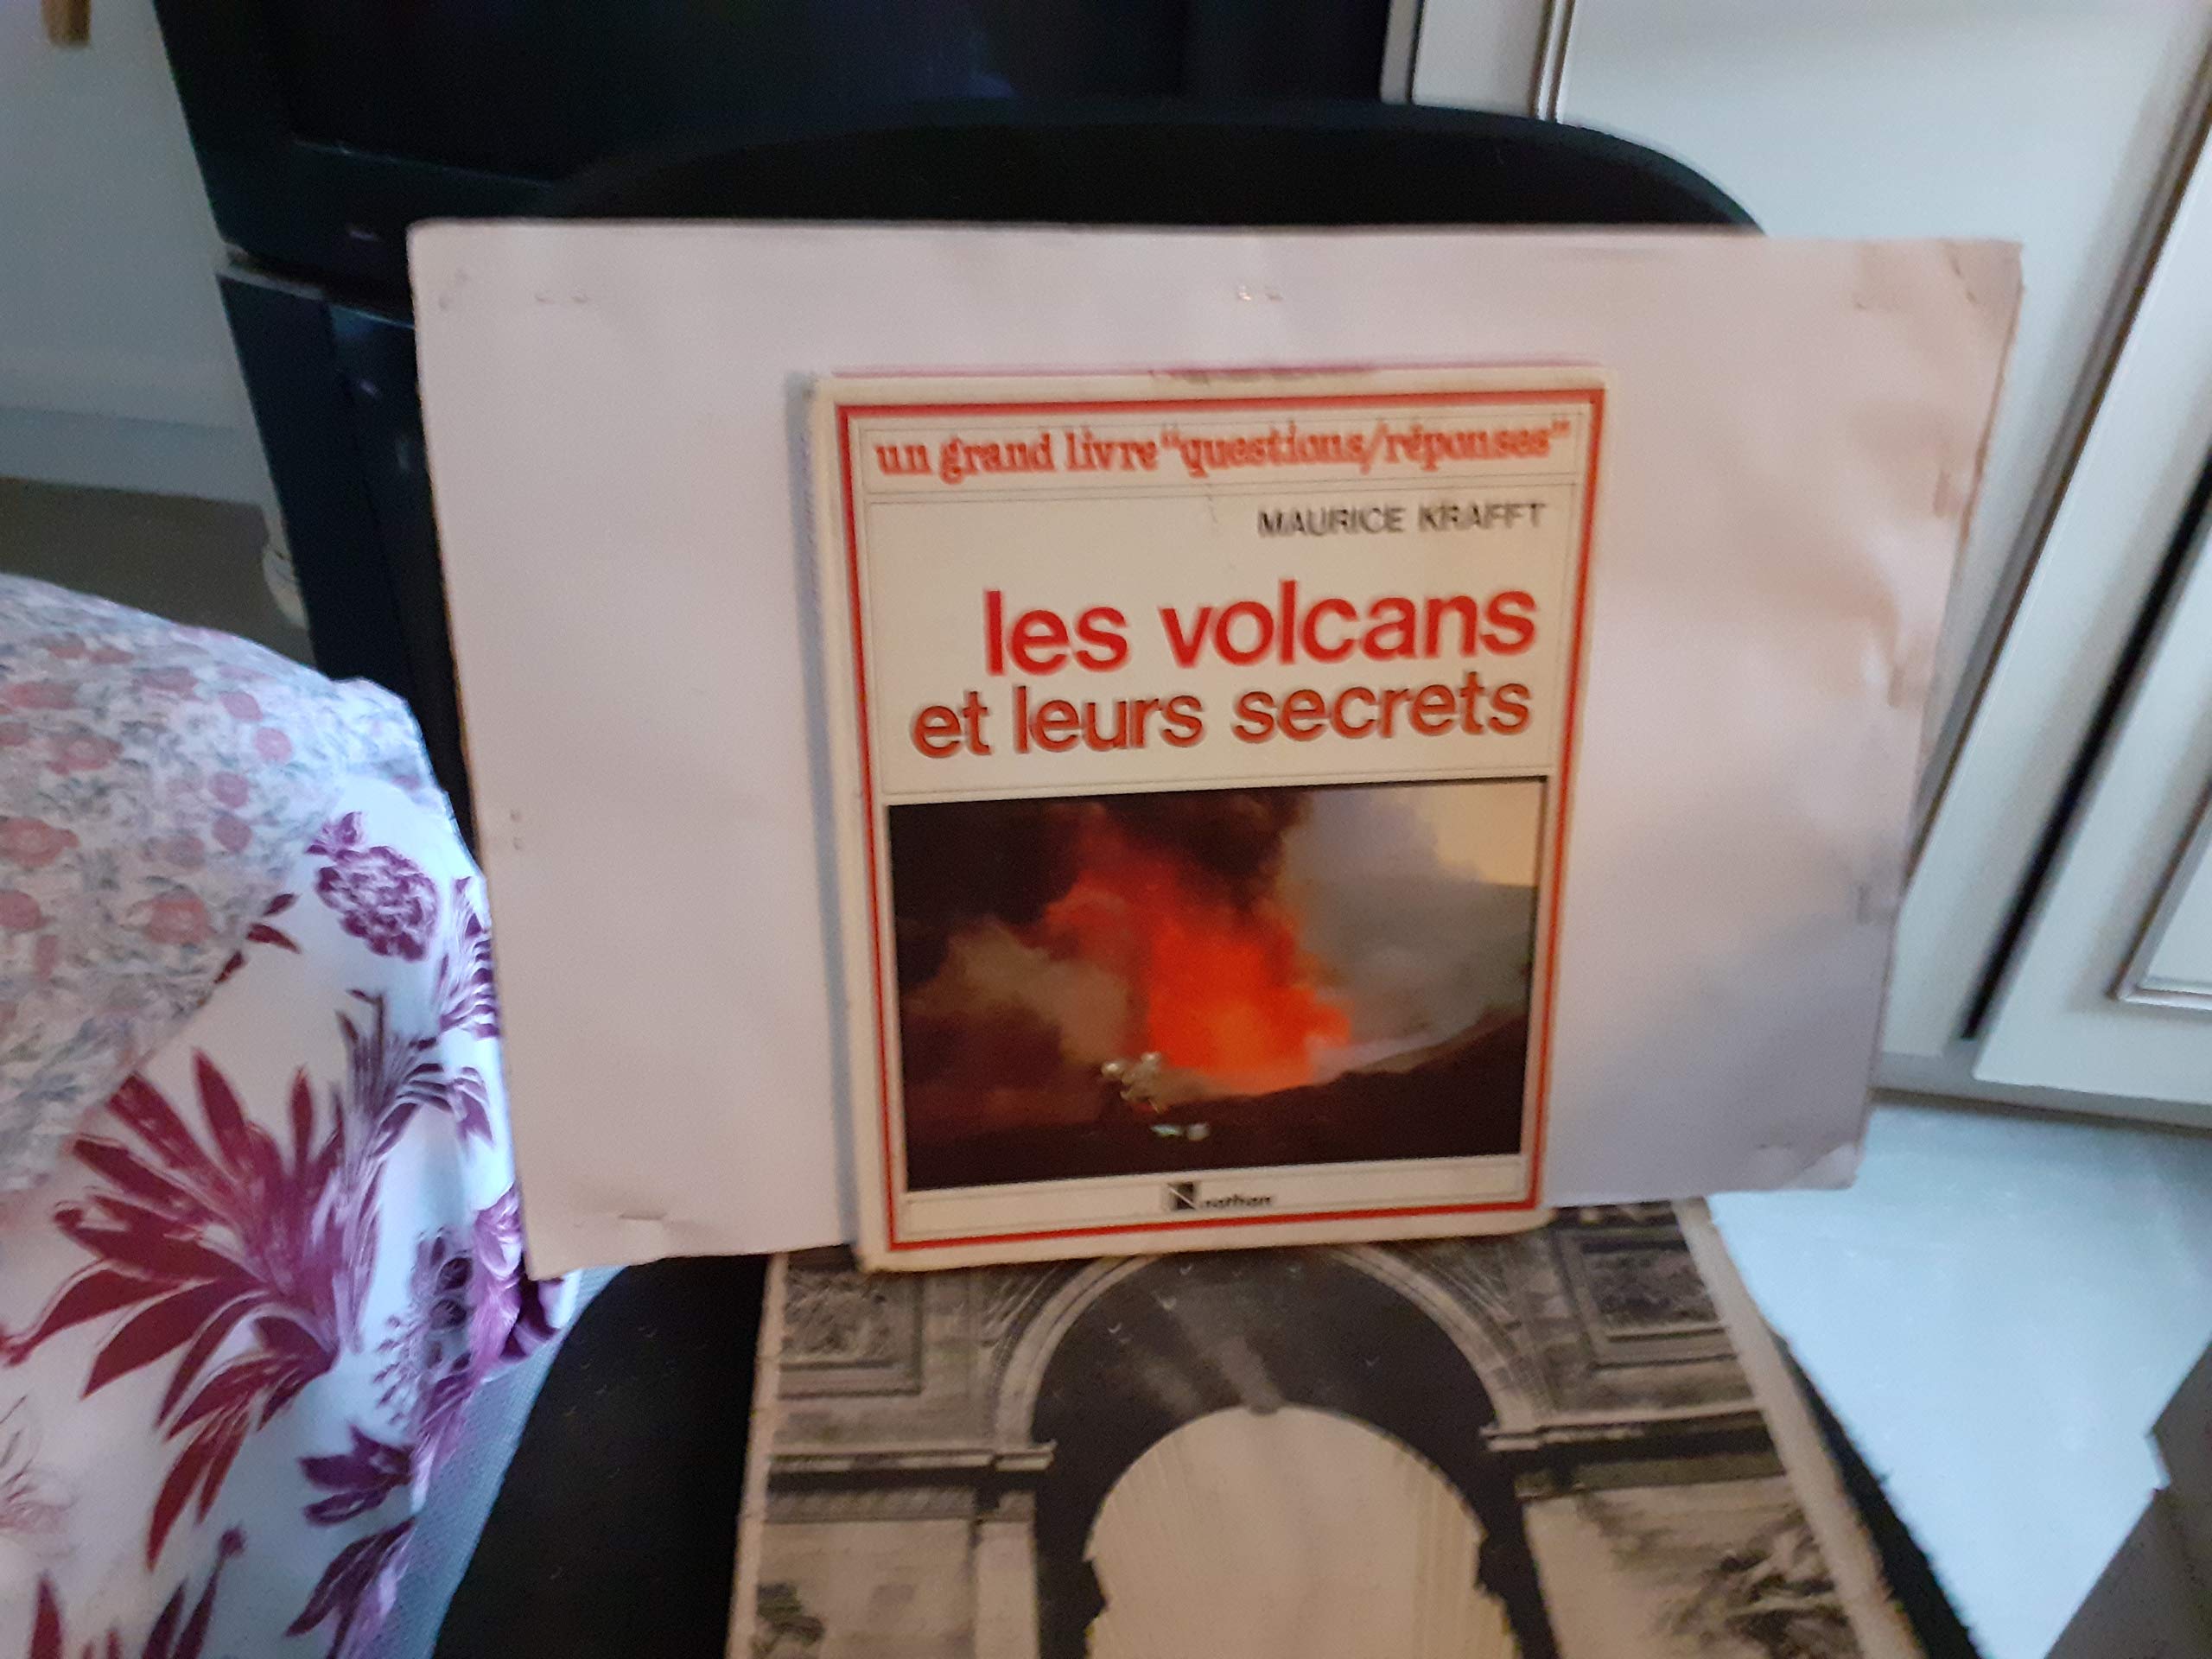 un grand livre "questions/réponses"
MAURICE KRAFFT
les volcans
et leurs secrets
nathan